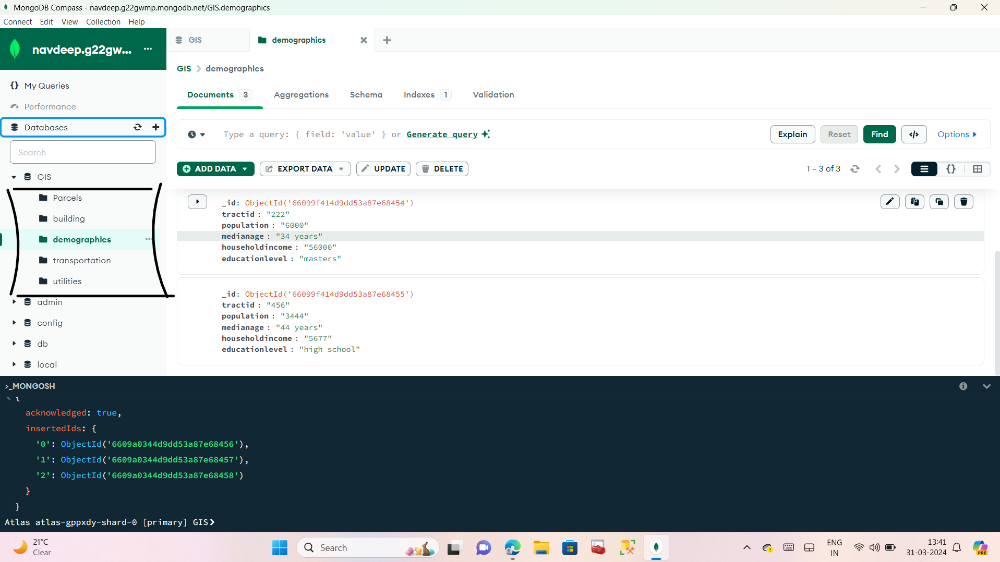 MongoDB Compass - navdeep.g22gwmp.mongodb.net/GIS.demographics
Connect Edit View Collection Help
navdeep.g22gw... ···
GIS
demographics
GIS > demographics
{} My Queries
Performance
Databases
Search
GIS
Parcels
building
demographics ···
transportation
utilities
admin
config
db
local
Documents 3 Aggregations Schema Indexes 1 Validation
Type a query: { field: 'value' } or Generate query
Explain Reset Find </> Options
ADD DATA EXPORT DATA UPDATE DELETE
1 – 3 of 3 {}
_id: ObjectId('66099f414d9dd53a87e68454')
tractid : "222"
population : "6000"
medianage : "34 years"
householdincome : "56000"
educationlevel : "masters"
_id: ObjectId('66099f414d9dd53a87e68455')
tractid : "456"
population : "3444"
medianage : "44 years"
householdincome : "5677"
educationlevel : "high school"
>_MONGOSH
{
acknowledged: true,
insertedIds: {
'0': ObjectId('6609a0344d9dd53a87e68456'),
'1': ObjectId('6609a0344d9dd53a87e68457'),
'2': ObjectId('6609a0344d9dd53a87e68458')
}
}
Atlas atlas-gppxdy-shard-0 [primary] GIS>
21°C
Clear
Search
ENG
IN
13:41
31-03-2024
PRE